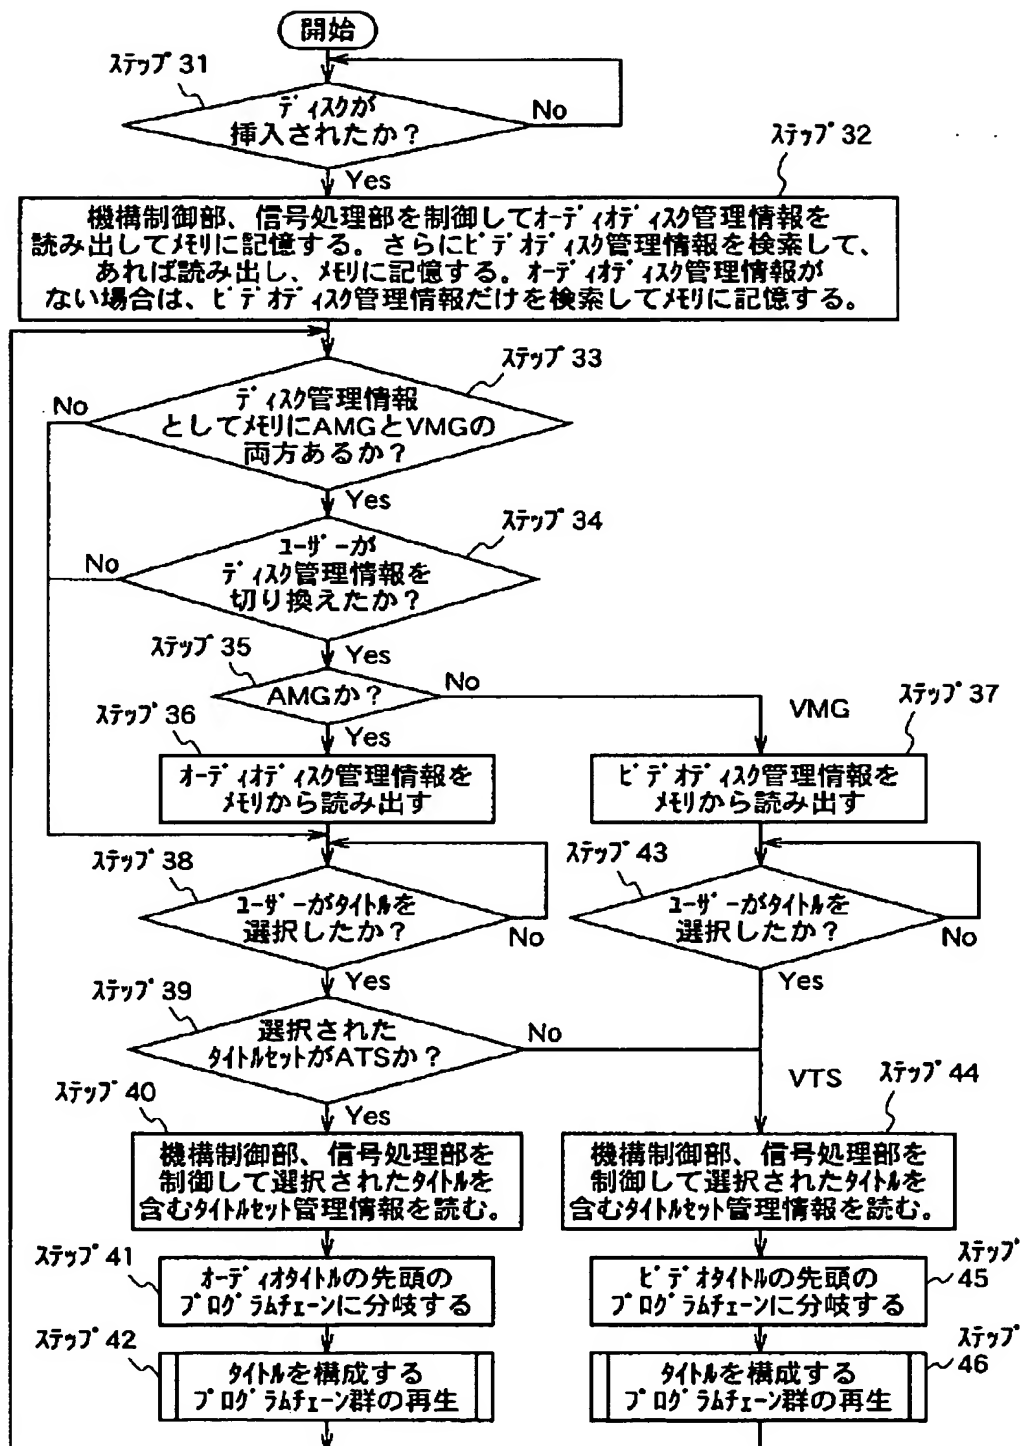 開始
ステップ 31
ディスクが
挿入されたか？
No
Yes
ステップ 32
機構制御部、信号処理部を制御してオーディオディスク管理情報を
読み出してメモリに記憶する。さらにビデオディスク管理情報を検索して、
あれば読み出し、メモリに記憶する。オーディオディスク管理情報が
ない場合は、ビデオディスク管理情報だけを検索してメモリに記憶する。
ステップ 33
ディスク管理情報
としてメモリにAMGとVMGの
両方あるか？
No
Yes
ステップ 34
ユーザーが
ディスク管理情報を
切り換えたか？
No
Yes
ステップ 35
AMGか？
No
Yes
VMG
ステップ 36
オーディオディスク管理情報を
メモリから読み出す
ステップ 37
ビデオディスク管理情報を
メモリから読み出す
ステップ 38
ユーザーがタイトルを
選択したか？
No
Yes
ステップ 43
ユーザーがタイトルを
選択したか？
No
Yes
ステップ 39
選択された
タイトルセットがATSか？
No
Yes
VTS
ステップ 40
機構制御部、信号処理部を
制御して選択されたタイトルを
含むタイトルセット管理情報を読む。
ステップ 44
機構制御部、信号処理部を
制御して選択されたタイトルを
含むタイトルセット管理情報を読む。
ステップ 41
オーディオタイトルの先頭の
プログラムチェーンに分岐する
ステップ
45
ビデオタイトルの先頭の
プログラムチェーンに分岐する
ステップ 42
タイトルを構成する
プログラムチェーン群の再生
ステップ
46
タイトルを構成する
プログラムチェーン群の再生